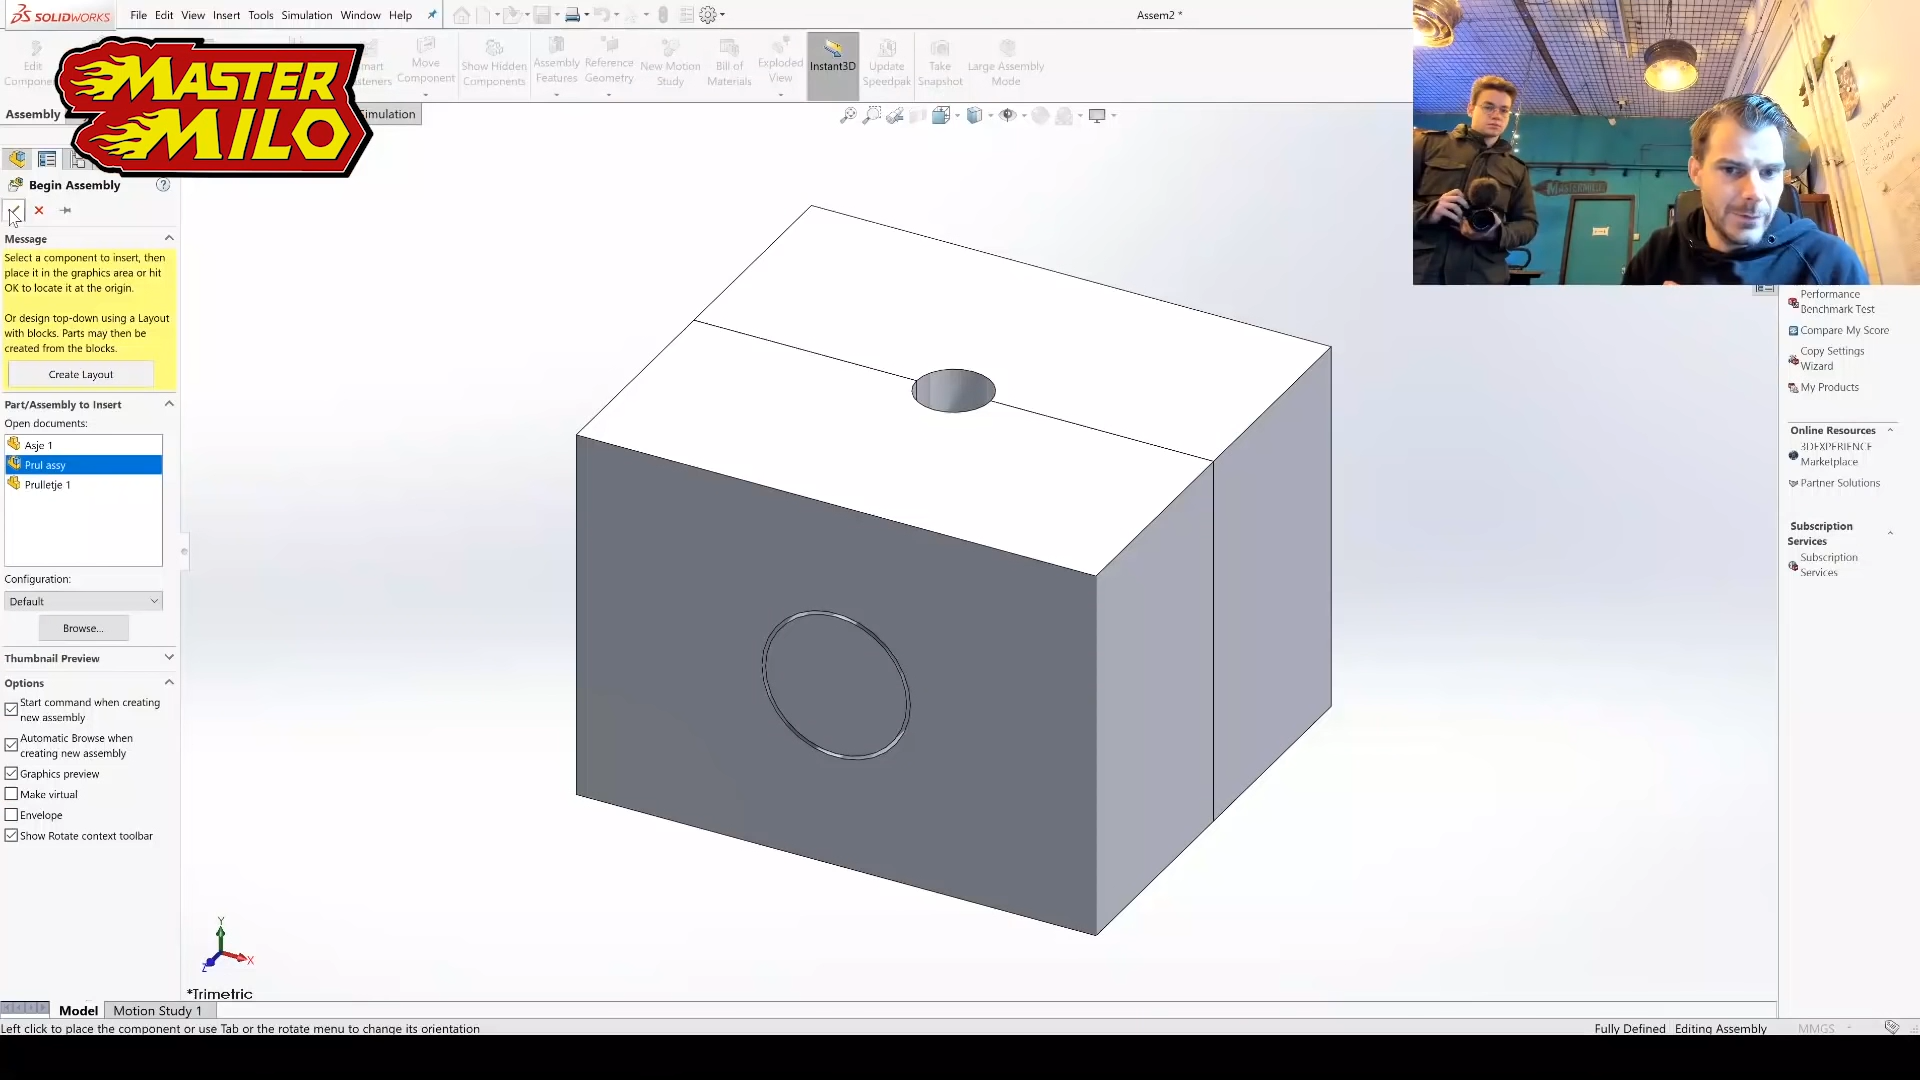 SOLIDWORKS File Edit View Insert Tools Simulation Window Help Assem2 *
MASTER
MILO
Edit
Component
Smart
Fasteners
Move
Component
Show Hidden
Components
Assembly
Features
Reference
Geometry
New Motion
Study
Bill of
Materials
Exploded
View
Instant3D
Update
Speedpak
Take
Snapshot
Large Assembly
Mode
Assembly
Simulation
Begin Assembly
Message
Select a component to insert, then
place it in the graphics area or hit
OK to locate it at the origin.
Or design top-down using a Layout
with blocks. Parts may then be
created from the blocks.
Create Layout
Part/Assembly to Insert
Open documents:
Asje 1
Prul assy
Prulletje 1
Configuration:
Default
Browse...
Thumbnail Preview
Options
Start command when creating
new assembly
Automatic Browse when
creating new assembly
Graphics preview
Make virtual
Envelope
Show Rotate context toolbar
Y
X
Z
*Trimetric
Model
Motion Study 1
Left click to place the component or use Tab or the rotate menu to change its orientation
Fully Defined
Editing Assembly
MMGS
Performance
Benchmark Test
Compare My Score
Copy Settings
Wizard
My Products
Online Resources
3DEXPERIENCE
Marketplace
Partner Solutions
Subscription
Services
Subscription
Services